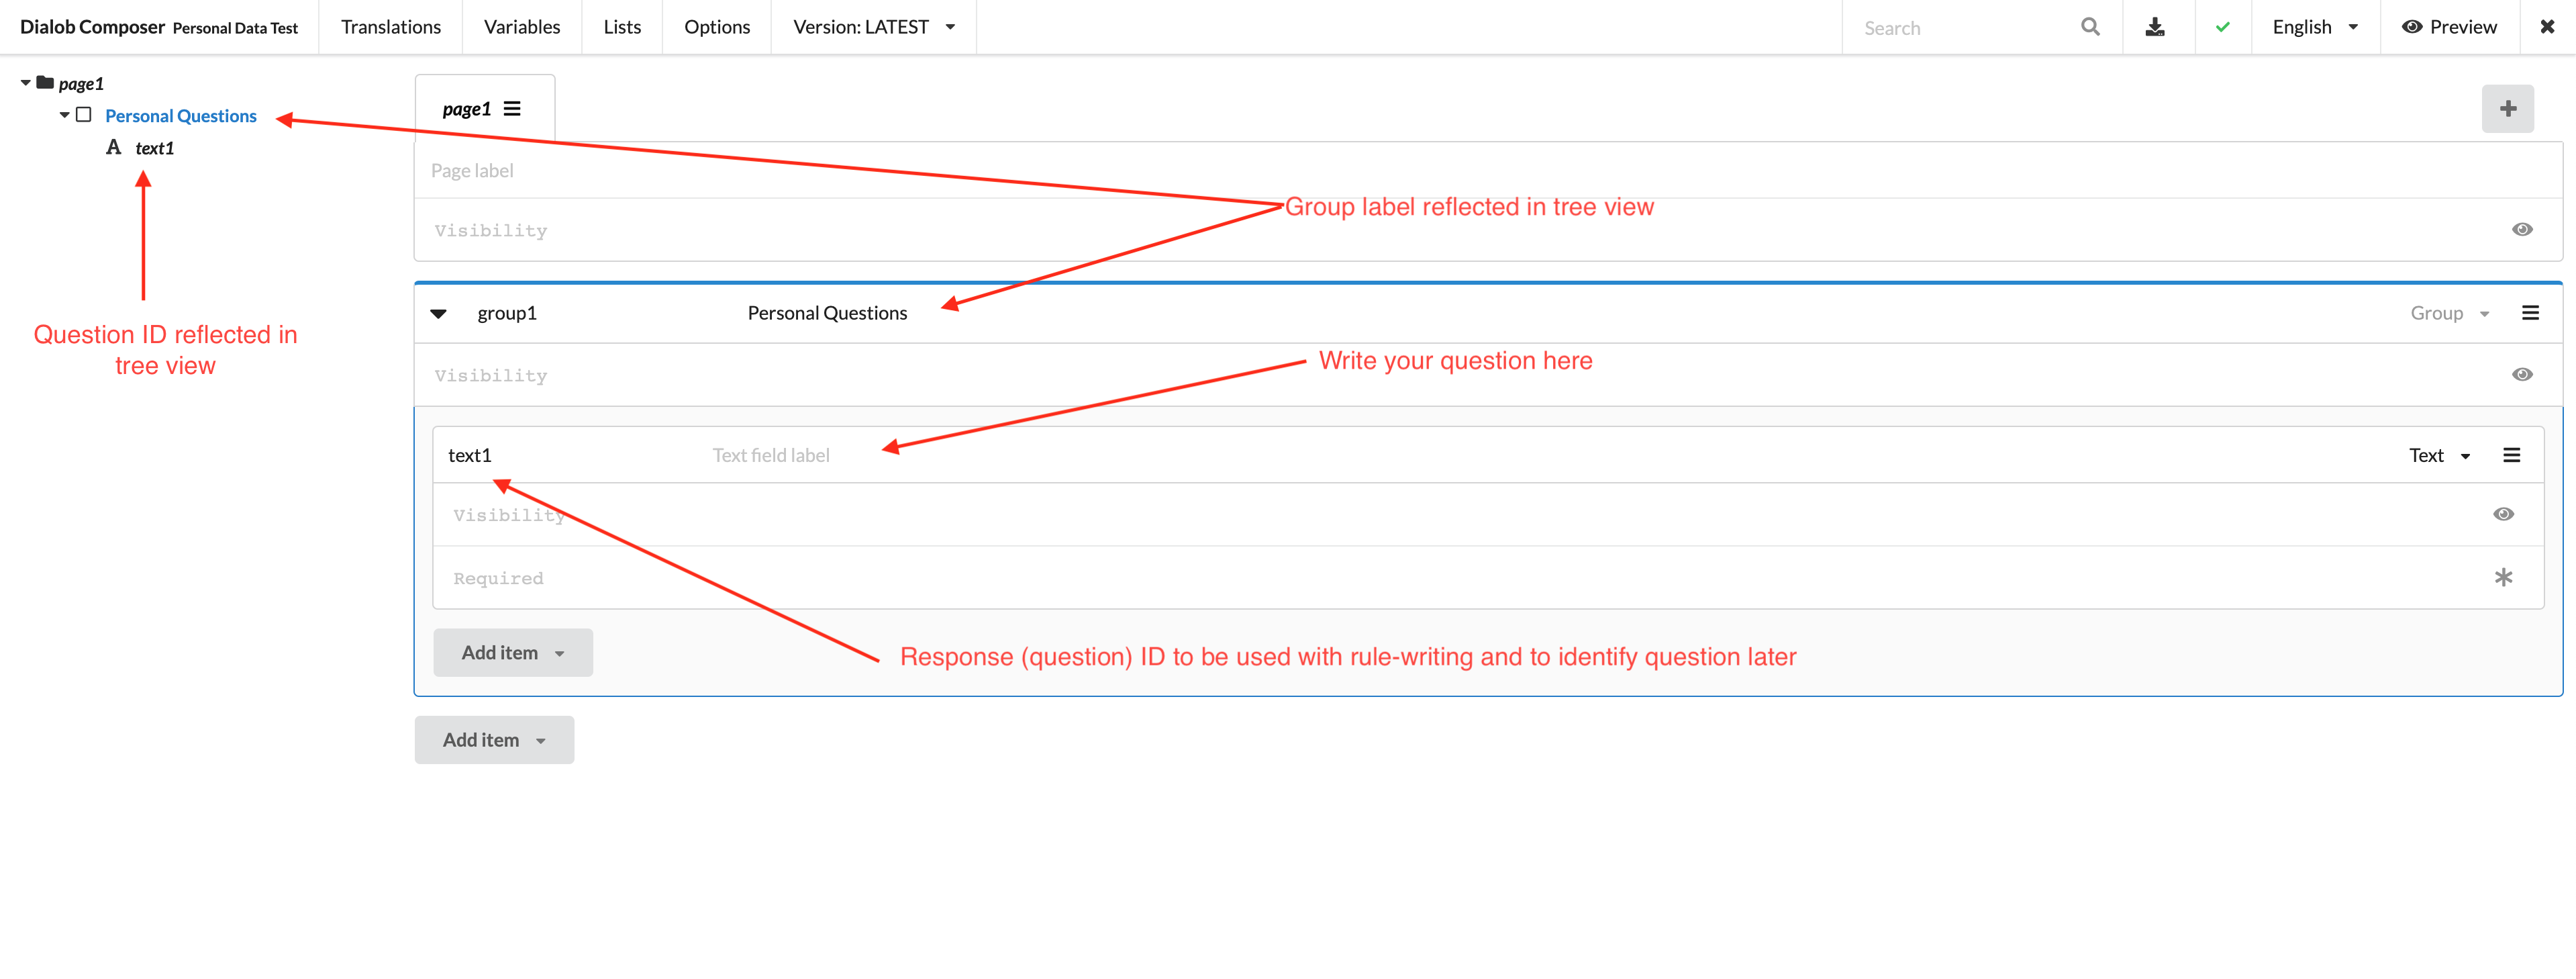 Dialob Composer Personal Data Test Translations Variables Lists Options Version: LATEST Search English Preview
page1
Personal Questions
text1
Question ID reflected in
tree view
page1
Page label
Group label reflected in tree view
Visibility
group1 Personal Questions Group
Write your question here
Visibility
text1 Text field label Text
Visibility
Required
Add item
Response (question) ID to be used with rule-writing and to identify question later
Add item